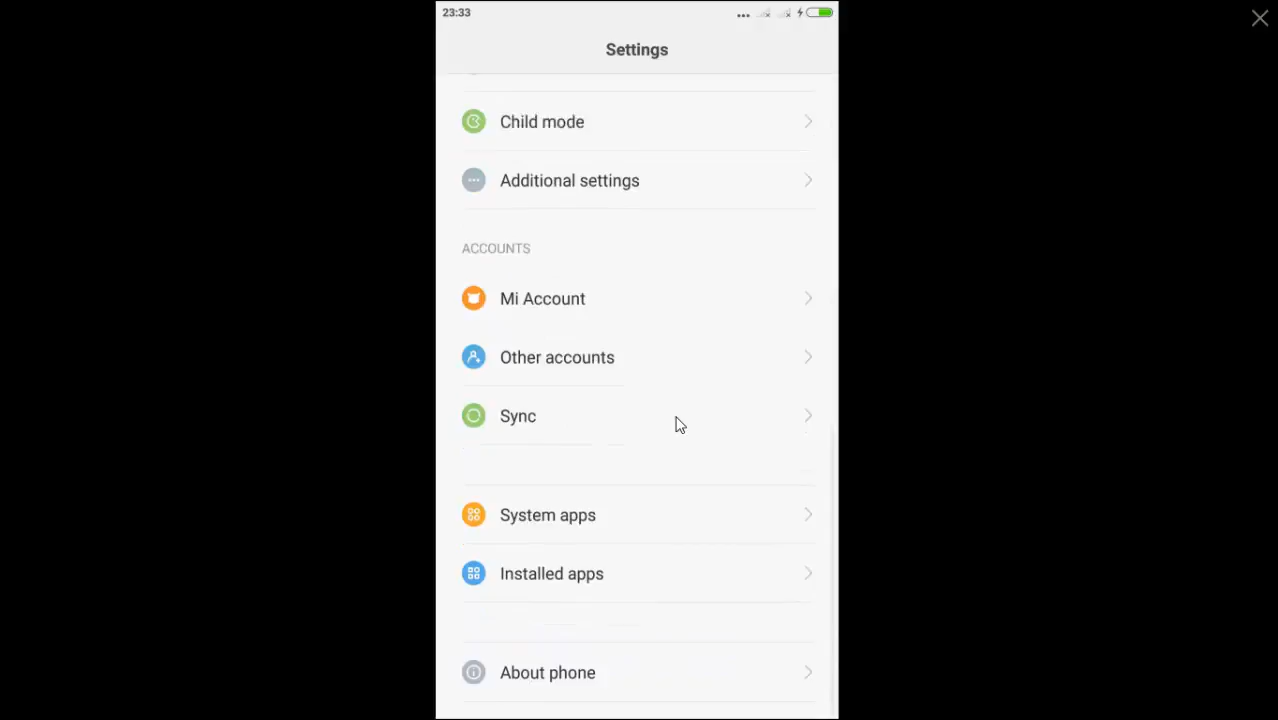 23:33
Settings
Child mode
Additional settings
ACCOUNTS
Mi Account
Other accounts
Sync
System apps
Installed apps
About phone